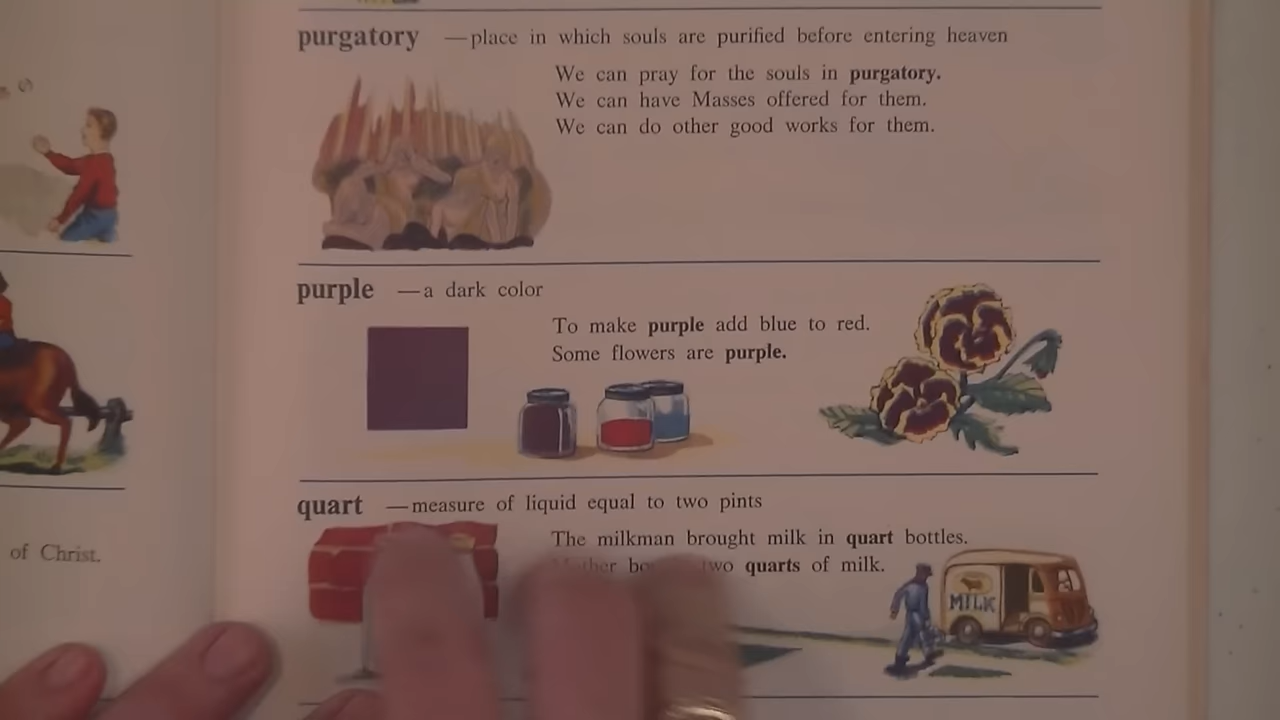 purgatory —place in which souls are purified before entering heaven
We can pray for the souls in purgatory.
We can have Masses offered for them.
We can do other good works for them.
purple —a dark color
To make purple add blue to red.
Some flowers are purple.
of Christ.
quart —measure of liquid equal to two pints
The milkman brought milk in quart bottles.
two quarts of milk.
MILK